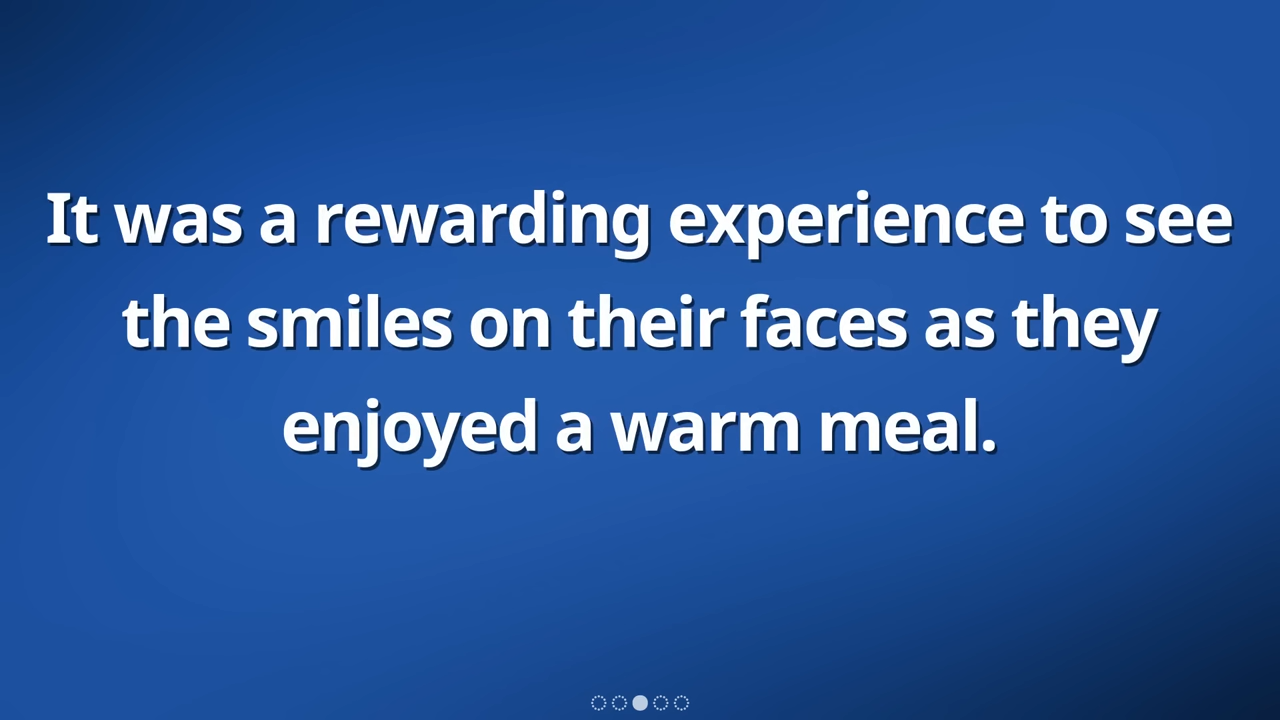 It was a rewarding experience to see
the smiles on their faces as they
enjoyed a warm meal.